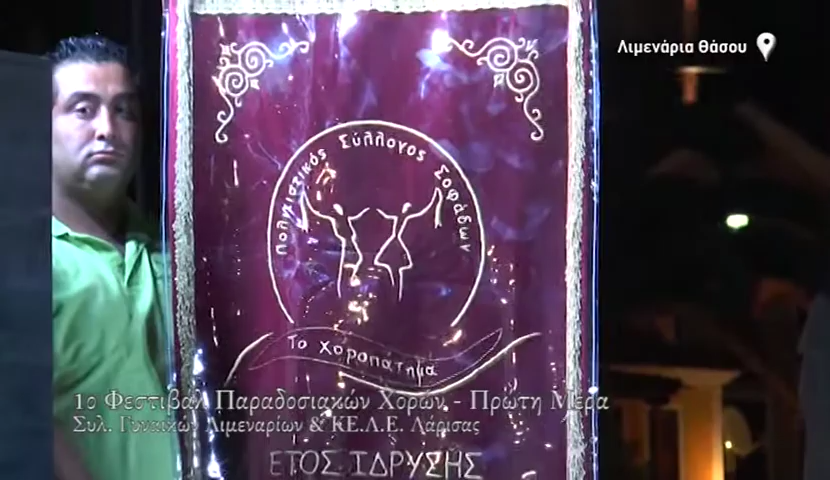 Λιμενάρια Θάσου
Πολιτιστικός Σύλλογος Σοφάδων
Το Χοροπάτημα
1ο Φεστιβάλ Παραδοσιακών Χορών - Πρώτη Μέρα
Συλ. Γυναικών Λιμεναρίων & ΚΕ.Λ.Ε. Λάρισας
ΕΤΟΣ ΙΔΡΥΣΗΣ